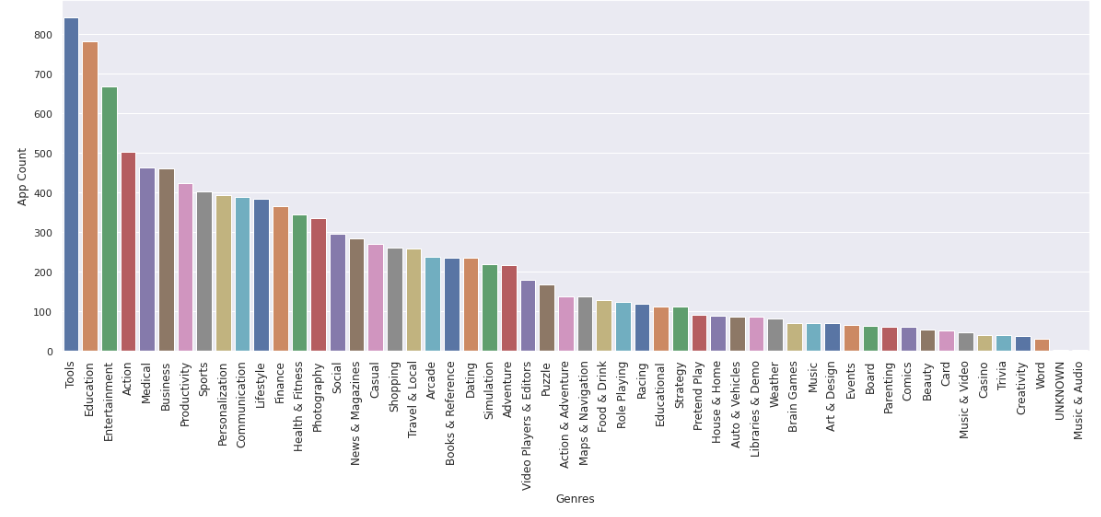 800
700
600
500
400
300
200
100
0
App Count
Tools
Education
Entertainment
Action
Medical
Business
Productivity
Sports
Personalization
Communication
Lifestyle
Finance
Health & Fitness
Photography
Social
News & Magazines
Casual
Shopping
Travel & Local
Arcade
Books & Reference
Dating
Simulation
Adventure
Video Players & Editors
Puzzle
Action & Adventure
Maps & Navigation
Food & Drink
Role Playing
Racing
Educational
Strategy
Pretend Play
House & Home
Auto & Vehicles
Libraries & Demo
Weather
Brain Games
Music
Art & Design
Events
Board
Parenting
Comics
Beauty
Card
Music & Video
Casino
Trivia
Creativity
Word
UNKNOWN
Music & Audio
Genres